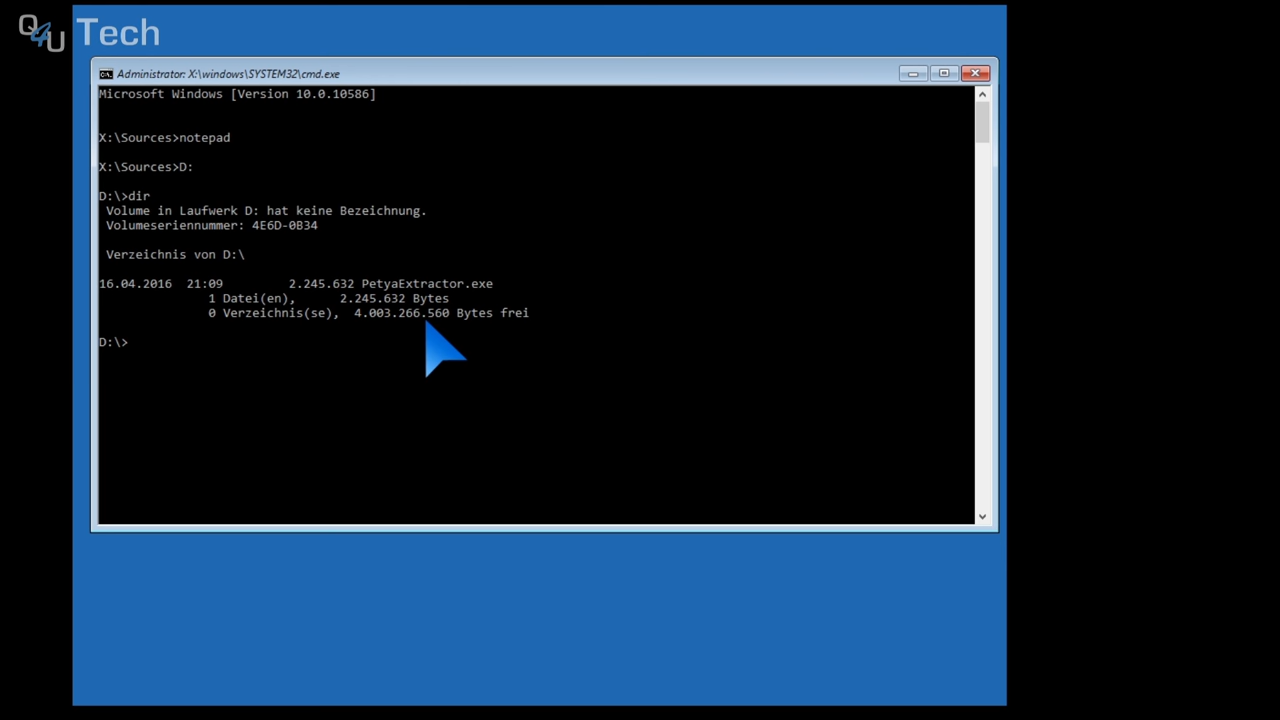 Q4U Tech
Administrator: X:\windows\SYSTEM32\cmd.exe
Microsoft Windows [Version 10.0.10586]
X:\Sources>notepad
X:\Sources>D:
D:\>dir
Volume in Laufwerk D: hat keine Bezeichnung.
Volumeseriennummer: 4E6D-0B34
Verzeichnis von D:\
16.04.2016 21:09 2.245.632 PetyaExtractor.exe
1 Datei(en), 2.245.632 Bytes
0 Verzeichnis(se), 4.003.266.560 Bytes frei
D:\>